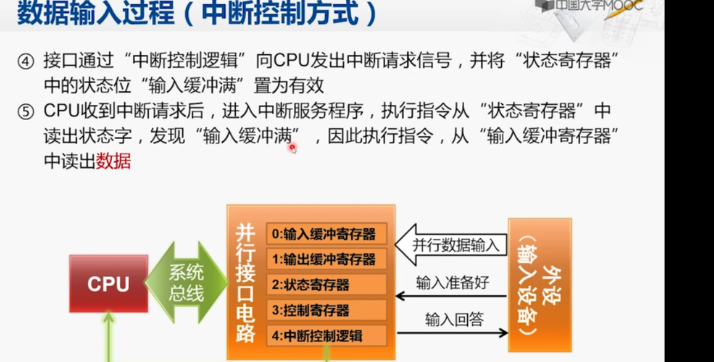 数据输入过程（中断控制方式）
中国大学MOOC
④ 接口通过“中断控制逻辑”向CPU发出中断请求信号，并将“状态寄存器”
中的状态位“输入缓冲满”置为有效
⑤ CPU收到中断请求后，进入中断服务程序，执行指令从“状态寄存器”中
读出状态字，发现“输入缓冲满”，因此执行指令，从“输入缓冲寄存器”
中读出数据
CPU
系统
总线
并行接口电路
0:输入缓冲寄存器
1:输出缓冲寄存器
2:状态寄存器
3:控制寄存器
4:中断控制逻辑
并行数据输入
输入准备好
输入回答
外设
（输入设备）